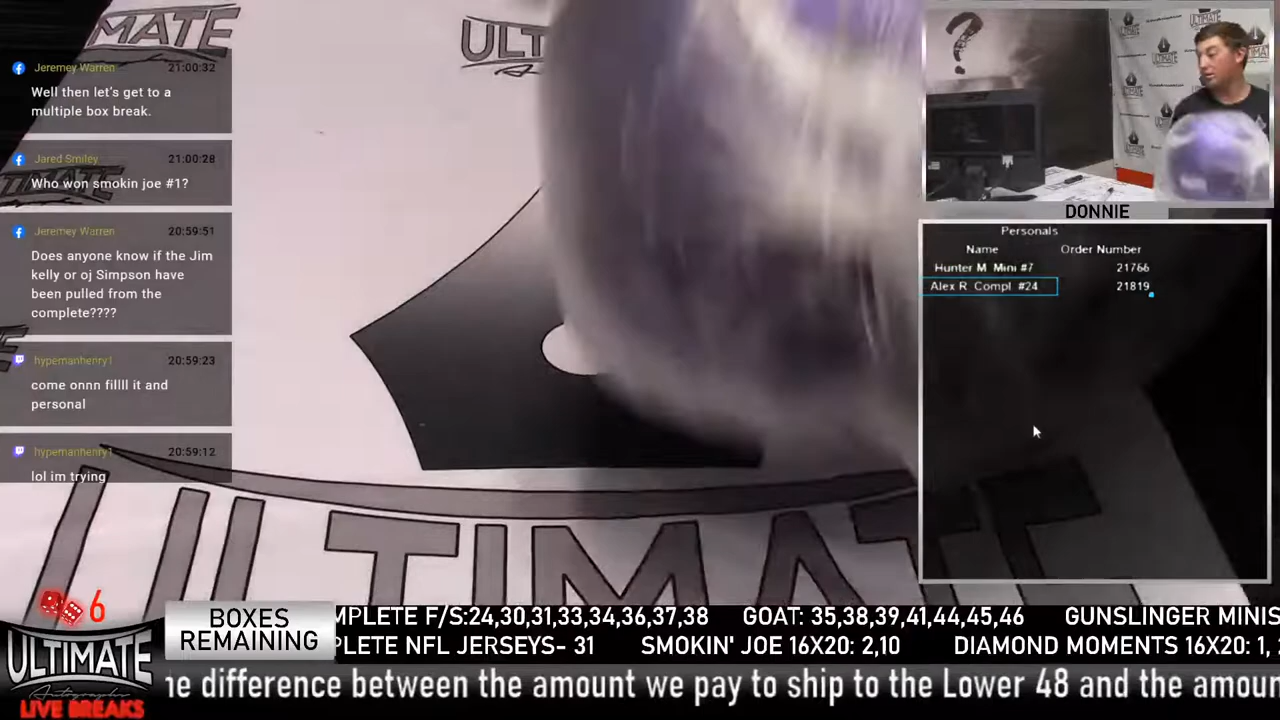 MATE
ULT
Jeremey Warren 21:00:32
Well then let's get to a
multiple box break.
Jared Smiley 21:00:28
Who won smokin joe #1?
Jeremey Warren 20:59:51
Does anyone know if the Jim
kelly or oj Simpson have
been pulled from the
complete????
hypemanhenry1 20:59:23
come onnn fillll it and
personal
hypemanhenry1 20:59:12
lol im trying
?
DONNIE
Personals
Name Order Number
Hunter M Mini #7 21766
Alex R Compl #24 21819
ULTIMAT
6
ULTIMATE
Autographs
LIVE BREAKS
BOXES
REMAINING
MPLETE F/S:24,30,31,33,34,36,37,38 GOAT: 35,38,39,41,44,45,46 GUNSLINGER MINIS
PLETE NFL JERSEYS- 31 SMOKIN' JOE 16X20: 2,10 DIAMOND MOMENTS 16X20: 1,
he difference between the amount we pay to ship to the Lower 48 and the amoun